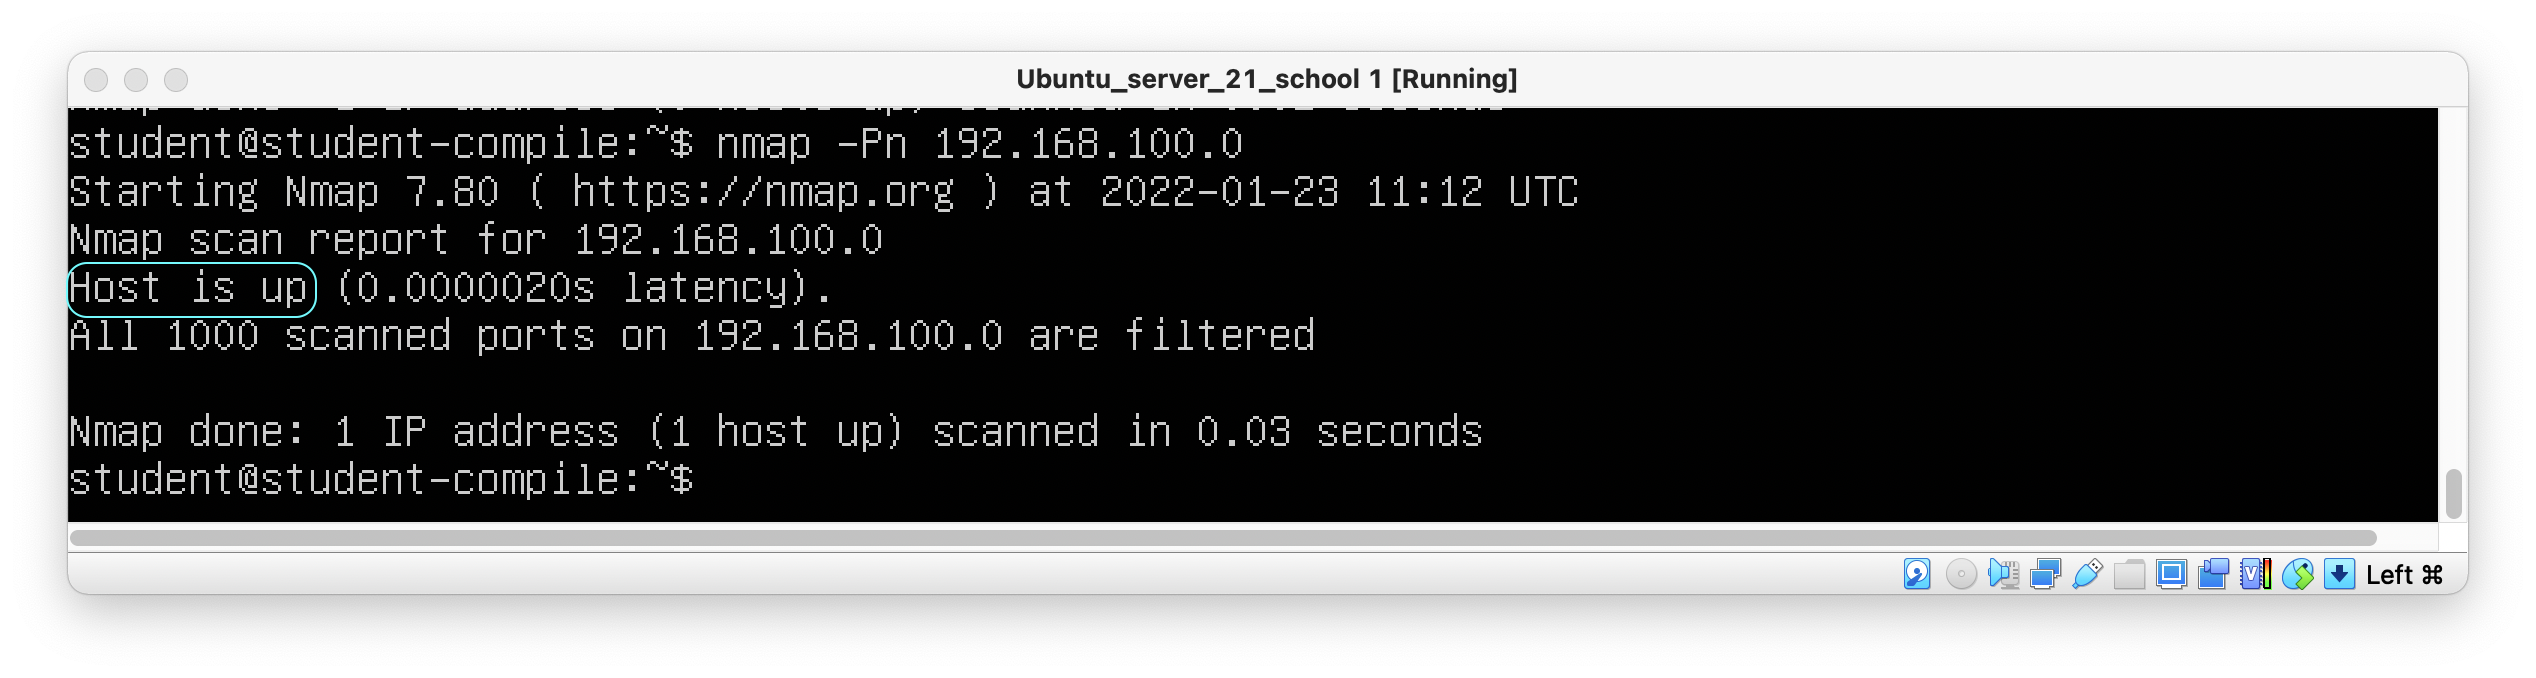 Ubuntu_server_21_school 1 [Running]
student@student-compile:~$ nmap -Pn 192.168.100.0
Starting Nmap 7.80 ( https://nmap.org ) at 2022-01-23 11:12 UTC
Nmap scan report for 192.168.100.0
Host is up (0.0000020s latency).
All 1000 scanned ports on 192.168.100.0 are filtered
Nmap done: 1 IP address (1 host up) scanned in 0.03 seconds
student@student-compile:~$
Left ⌘